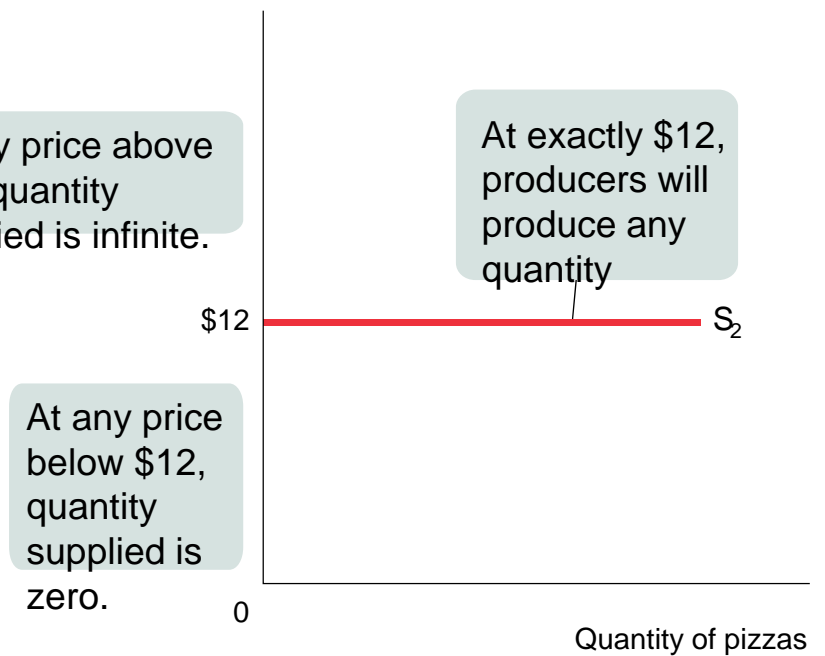 y price above
quantity
ied is infinite.
At exactly $12,
producers will
produce any
quantity
$12
S2
At any price
below $12,
quantity
supplied is
zero.
0
Quantity of pizzas